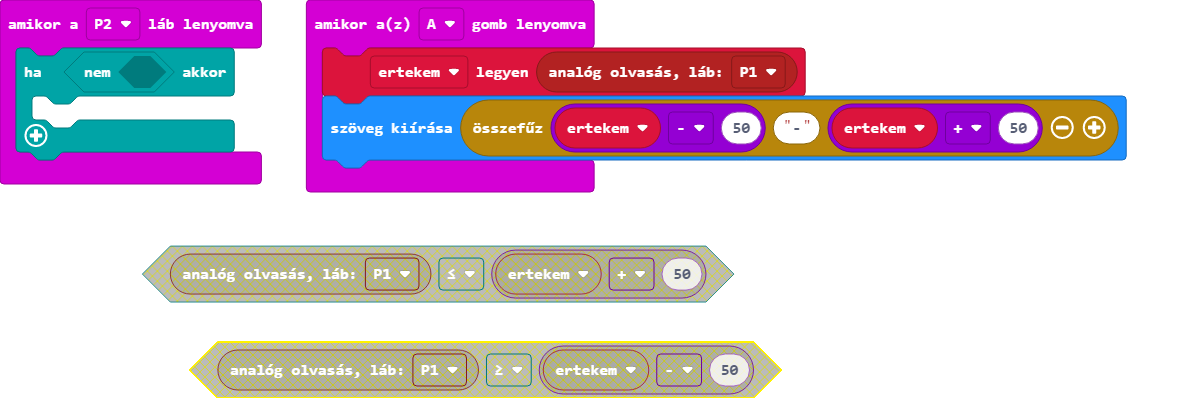 amikor a P2 láb lenyomva
ha nem akkor
amikor a(z) A gomb lenyomva
ertekem legyen analóg olvasás, láb: P1
szöveg kiírása összefűz ertekem - 50 "-" ertekem + 50
analóg olvasás, láb: P1 ≤ ertekem + 50
analóg olvasás, láb: P1 ≥ ertekem - 50